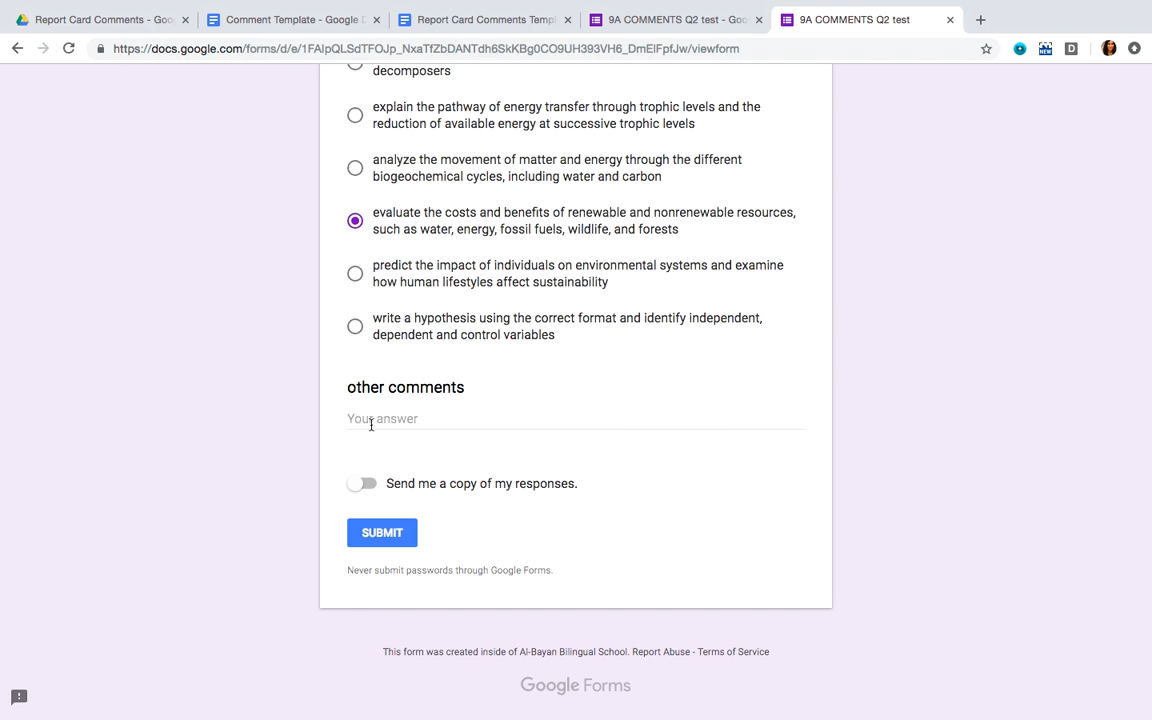 Report Card Comments - Goo
Comment Template - Google D
Report Card Comments Templ
9A COMMENTS Q2 test - Goo
9A COMMENTS Q2 test
https://docs.google.com/forms/d/e/1FAIpQLSdTFOJp_NxaTfZbDANTdh6SkKBg0CO9UH393VH6_DmEIFpfJw/viewform
NEW
D
decomposers
explain the pathway of energy transfer through trophic levels and the
reduction of available energy at successive trophic levels
analyze the movement of matter and energy through the different
biogeochemical cycles, including water and carbon
evaluate the costs and benefits of renewable and nonrenewable resources,
such as water, energy, fossil fuels, wildlife, and forests
predict the impact of individuals on environmental systems and examine
how human lifestyles affect sustainability
write a hypothesis using the correct format and identify independent,
dependent and control variables
other comments
Your answer
Send me a copy of my responses.
SUBMIT
Never submit passwords through Google Forms.
This form was created inside of Al-Bayan Bilingual School. Report Abuse - Terms of Service
Google Forms